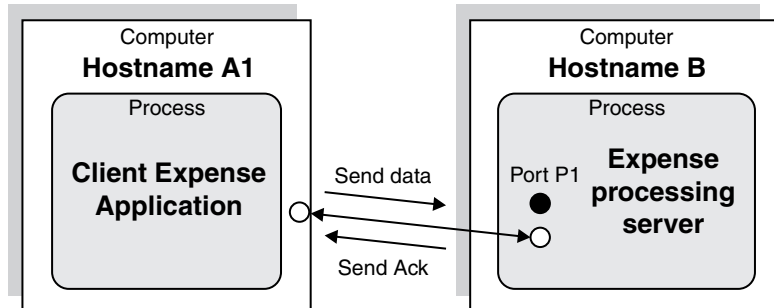 Computer
Hostname A1
Process
Client Expense
Application
Send data
Send Ack
Computer
Hostname B
Process
Port P1
Expense
processing
server